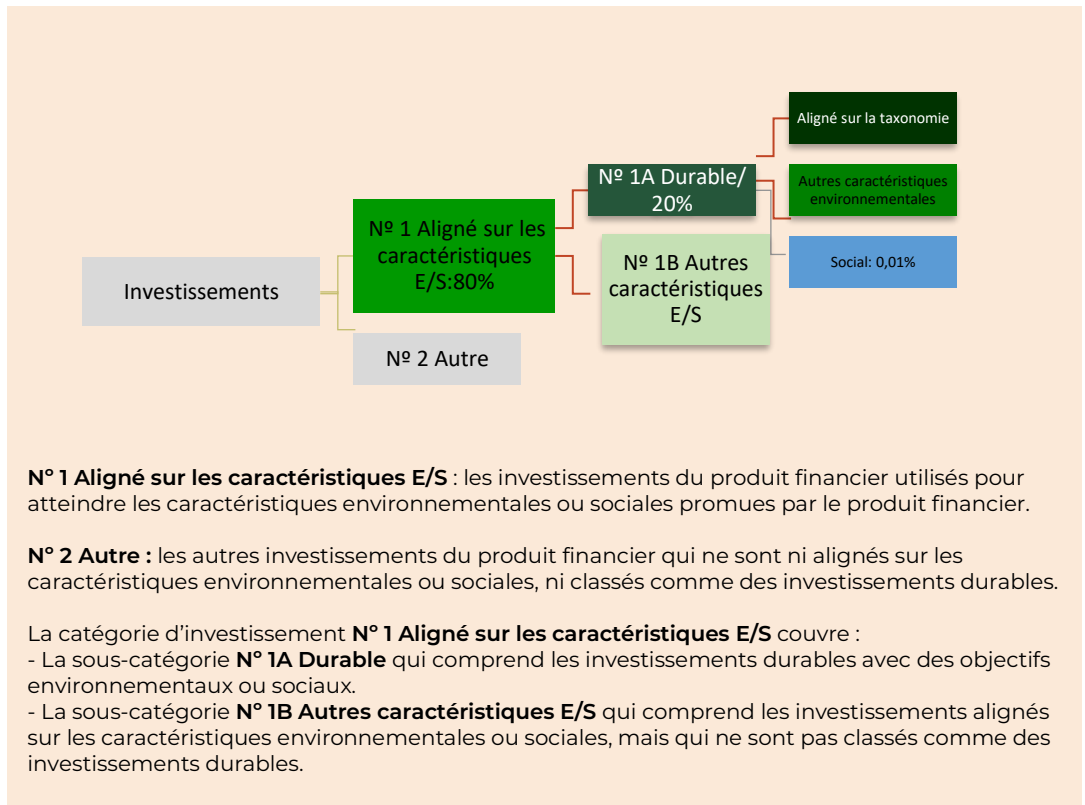 Aligné sur la taxonomie
Nº 1A Durable/
20%
Autres caractéristiques
environnementales
Nº 1 Aligné sur les
caractéristiques
E/S:80%
Nº 1B Autres
caractéristiques
E/S
Social: 0,01%
Investissements
Nº 2 Autre
Nº 1 Aligné sur les caractéristiques E/S : les investissements du produit financier utilisés pour
atteindre les caractéristiques environnementales ou sociales promues par le produit financier.
Nº 2 Autre : les autres investissements du produit financier qui ne sont ni alignés sur les
caractéristiques environnementales ou sociales, ni classés comme des investissements durables.
La catégorie d’investissement Nº 1 Aligné sur les caractéristiques E/S couvre :
- La sous-catégorie Nº 1A Durable qui comprend les investissements durables avec des objectifs
environnementaux ou sociaux.
- La sous-catégorie Nº 1B Autres caractéristiques E/S qui comprend les investissements alignés
sur les caractéristiques environnementales ou sociales, mais qui ne sont pas classés comme des
investissements durables.